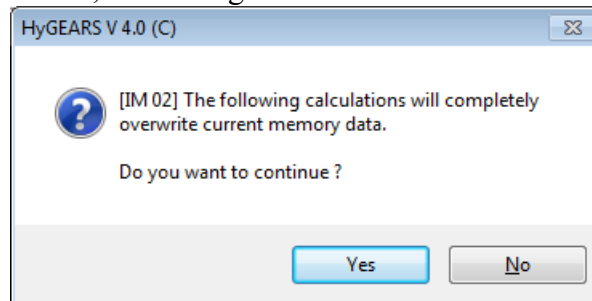 HyGEARS V 4.0 (C)
[IM 02] The following calculations will completely
overwrite current memory data.
Do you want to continue ?
Yes
No